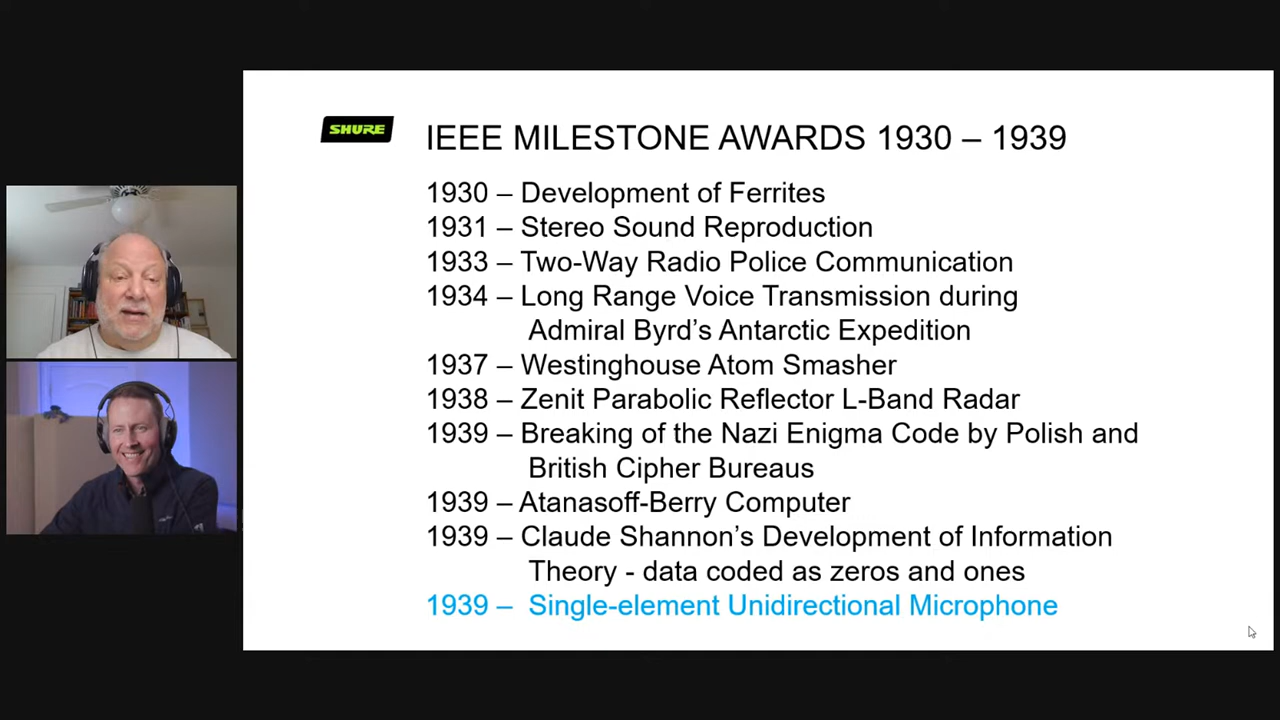 SHURE
IEEE MILESTONE AWARDS 1930 – 1939
1930 – Development of Ferrites
1931 – Stereo Sound Reproduction
1933 – Two-Way Radio Police Communication
1934 – Long Range Voice Transmission during
Admiral Byrd’s Antarctic Expedition
1937 – Westinghouse Atom Smasher
1938 – Zenit Parabolic Reflector L-Band Radar
1939 – Breaking of the Nazi Enigma Code by Polish and
British Cipher Bureaus
1939 – Atanasoff-Berry Computer
1939 – Claude Shannon’s Development of Information
Theory - data coded as zeros and ones
1939 – Single-element Unidirectional Microphone